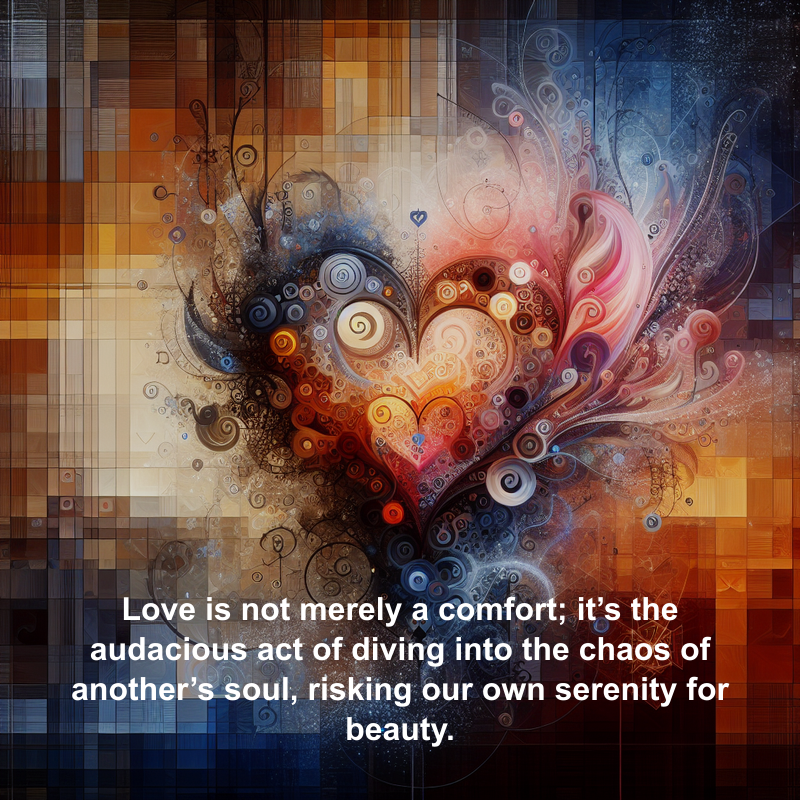 Love is not merely a comfort; it’s the
audacious act of diving into the chaos of
another’s soul, risking our own serenity for
beauty.